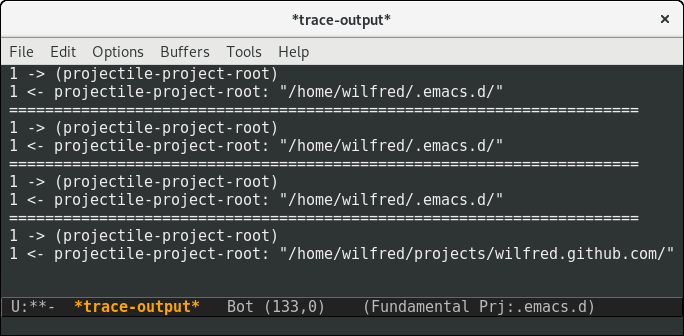 *trace-output*
×
File Edit Options Buffers Tools Help
1 -> (projectile-project-root)
1 <- projectile-project-root: "/home/wilfred/.emacs.d/"
======================================================================
1 -> (projectile-project-root)
1 <- projectile-project-root: "/home/wilfred/.emacs.d/"
======================================================================
1 -> (projectile-project-root)
1 <- projectile-project-root: "/home/wilfred/.emacs.d/"
======================================================================
1 -> (projectile-project-root)
1 <- projectile-project-root: "/home/wilfred/projects/wilfred.github.com/"
U:**- *trace-output* Bot (133,0) (Fundamental Prj:.emacs.d)